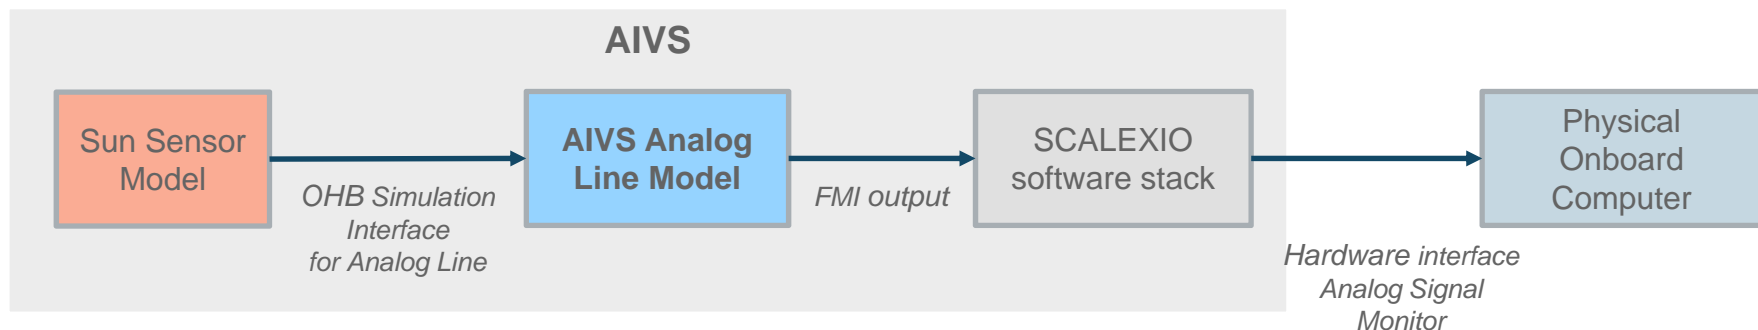 AIVS
Sun Sensor
Model
OHB Simulation
Interface
for Analog Line
AIVS Analog
Line Model
FMI output
SCALEXIO
software stack
Hardware interface
Analog Signal
Monitor
Physical
Onboard
Computer